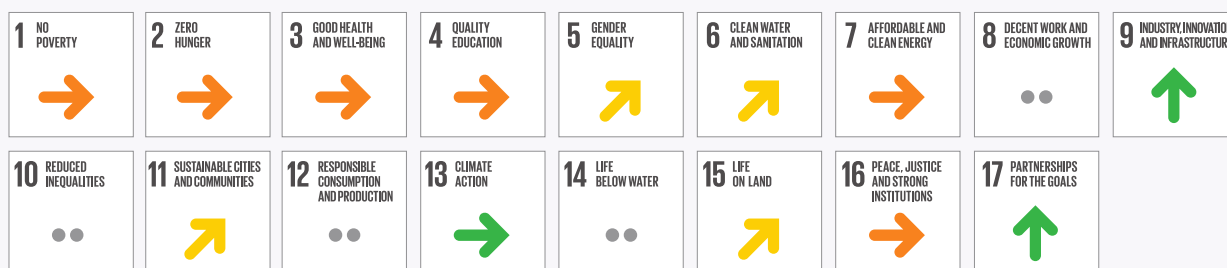 1 NO
POVERTY
2 ZERO
HUNGER
3 GOOD HEALTH
AND WELL-BEING
4 QUALITY
EDUCATION
5 GENDER
EQUALITY
6 CLEAN WATER
AND SANITATION
7 AFFORDABLE AND
CLEAN ENERGY
8 DECENT WORK AND
ECONOMIC GROWTH
9 INDUSTRY, INNOVATIO
AND INFRASTRUCTUR
10 REDUCED
INEQUALITIES
11 SUSTAINABLE CITIES
AND COMMUNITIES
12 RESPONSIBLE
CONSUMPTION
AND PRODUCTION
13 CLIMATE
ACTION
14 LIFE
BELOW WATER
15 LIFE
ON LAND
16 PEACE, JUSTICE
AND STRONG
INSTITUTIONS
17 PARTNERSHIPS
FOR THE GOALS